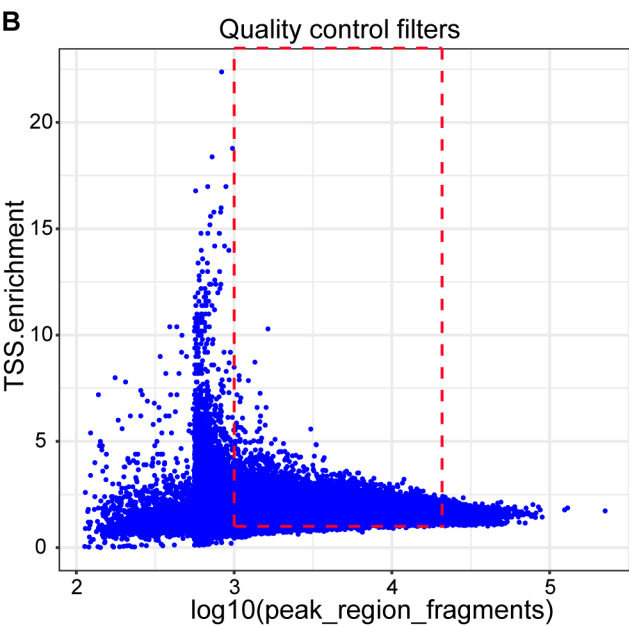 B
Quality control filters
TSS.enrichment
20
15
10
5
0
2 3 4 5
log10(peak_region_fragments)